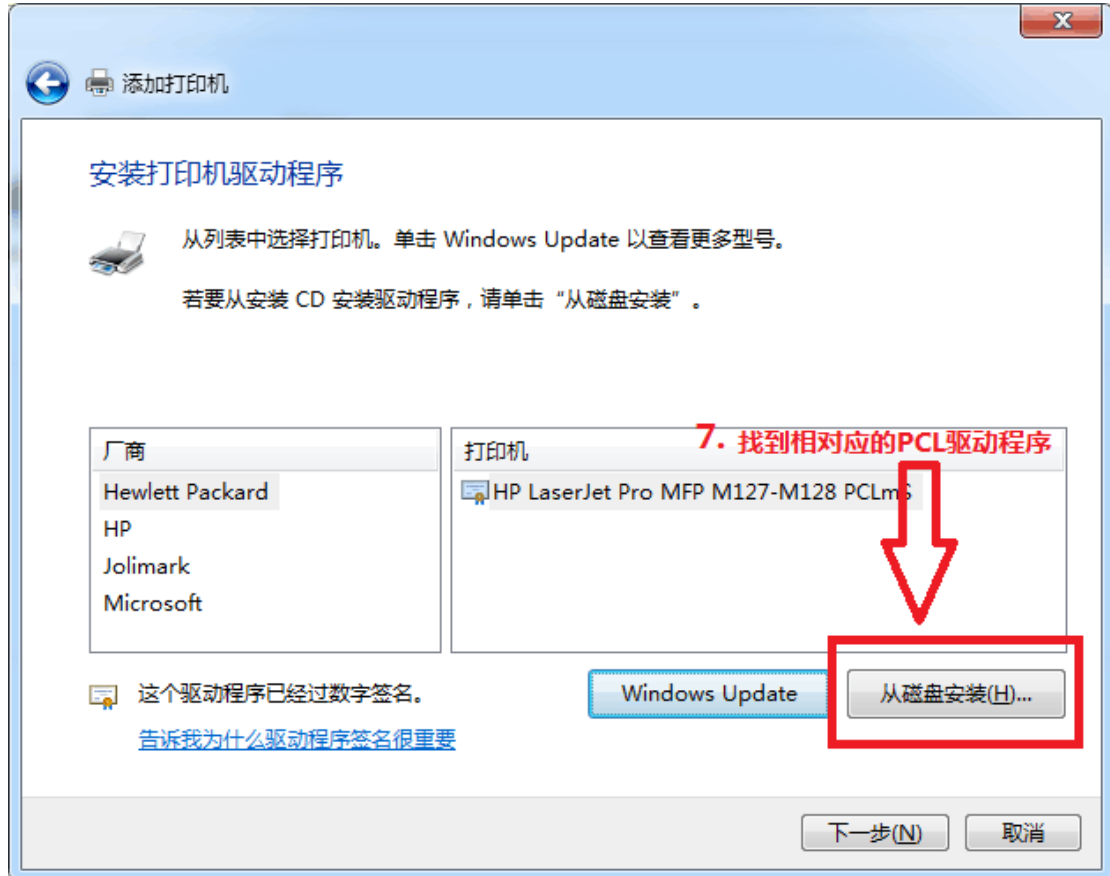 添加打印机
安装打印机驱动程序
从列表中选择打印机。单击 Windows Update 以查看更多型号。
若要从安装 CD 安装驱动程序，请单击“从磁盘安装”。
7. 找到相对应的PCL驱动程序
厂商
Hewlett Packard
HP
Jolimark
Microsoft
打印机
HP LaserJet Pro MFP M127-M128 PCLmS
这个驱动程序已经过数字签名。
告诉我为什么驱动程序签名很重要
Windows Update
从磁盘安装(H)...
下一步(N)
取消